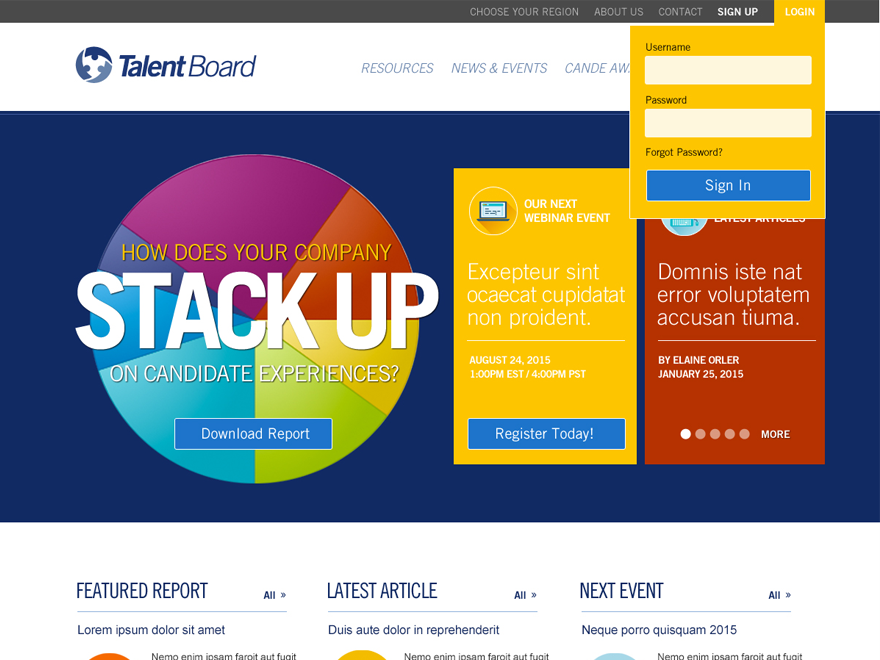 CHOOSE YOUR REGION ABOUT US CONTACT SIGN UP LOGIN
Talent Board
RESOURCES NEWS & EVENTS CANDE AW
Username
Password
Forgot Password?
Sign In
HOW DOES YOUR COMPANY
STACK UP
ON CANDIDATE EXPERIENCES?
Download Report
OUR NEXT
WEBINAR EVENT
Excepteur sint
ocaecat cupidatat
non proident.
AUGUST 24, 2015
1:00PM EST / 4:00PM PST
Register Today!
LATEST ARTICLES
Domnis iste nat
error voluptatem
accusan tiuma.
BY ELAINE ORLER
JANUARY 25, 2015
MORE
FEATURED REPORT All »
Lorem ipsum dolor sit amet
Nemo enim ipsam faroit aut fugit
LATEST ARTICLE All »
Duis aute dolor in reprehenderit
Nemo enim ipsam faroit aut fugit
NEXT EVENT All »
Neque porro quisquam 2015
Nemo enim ipsam faroit aut fugit